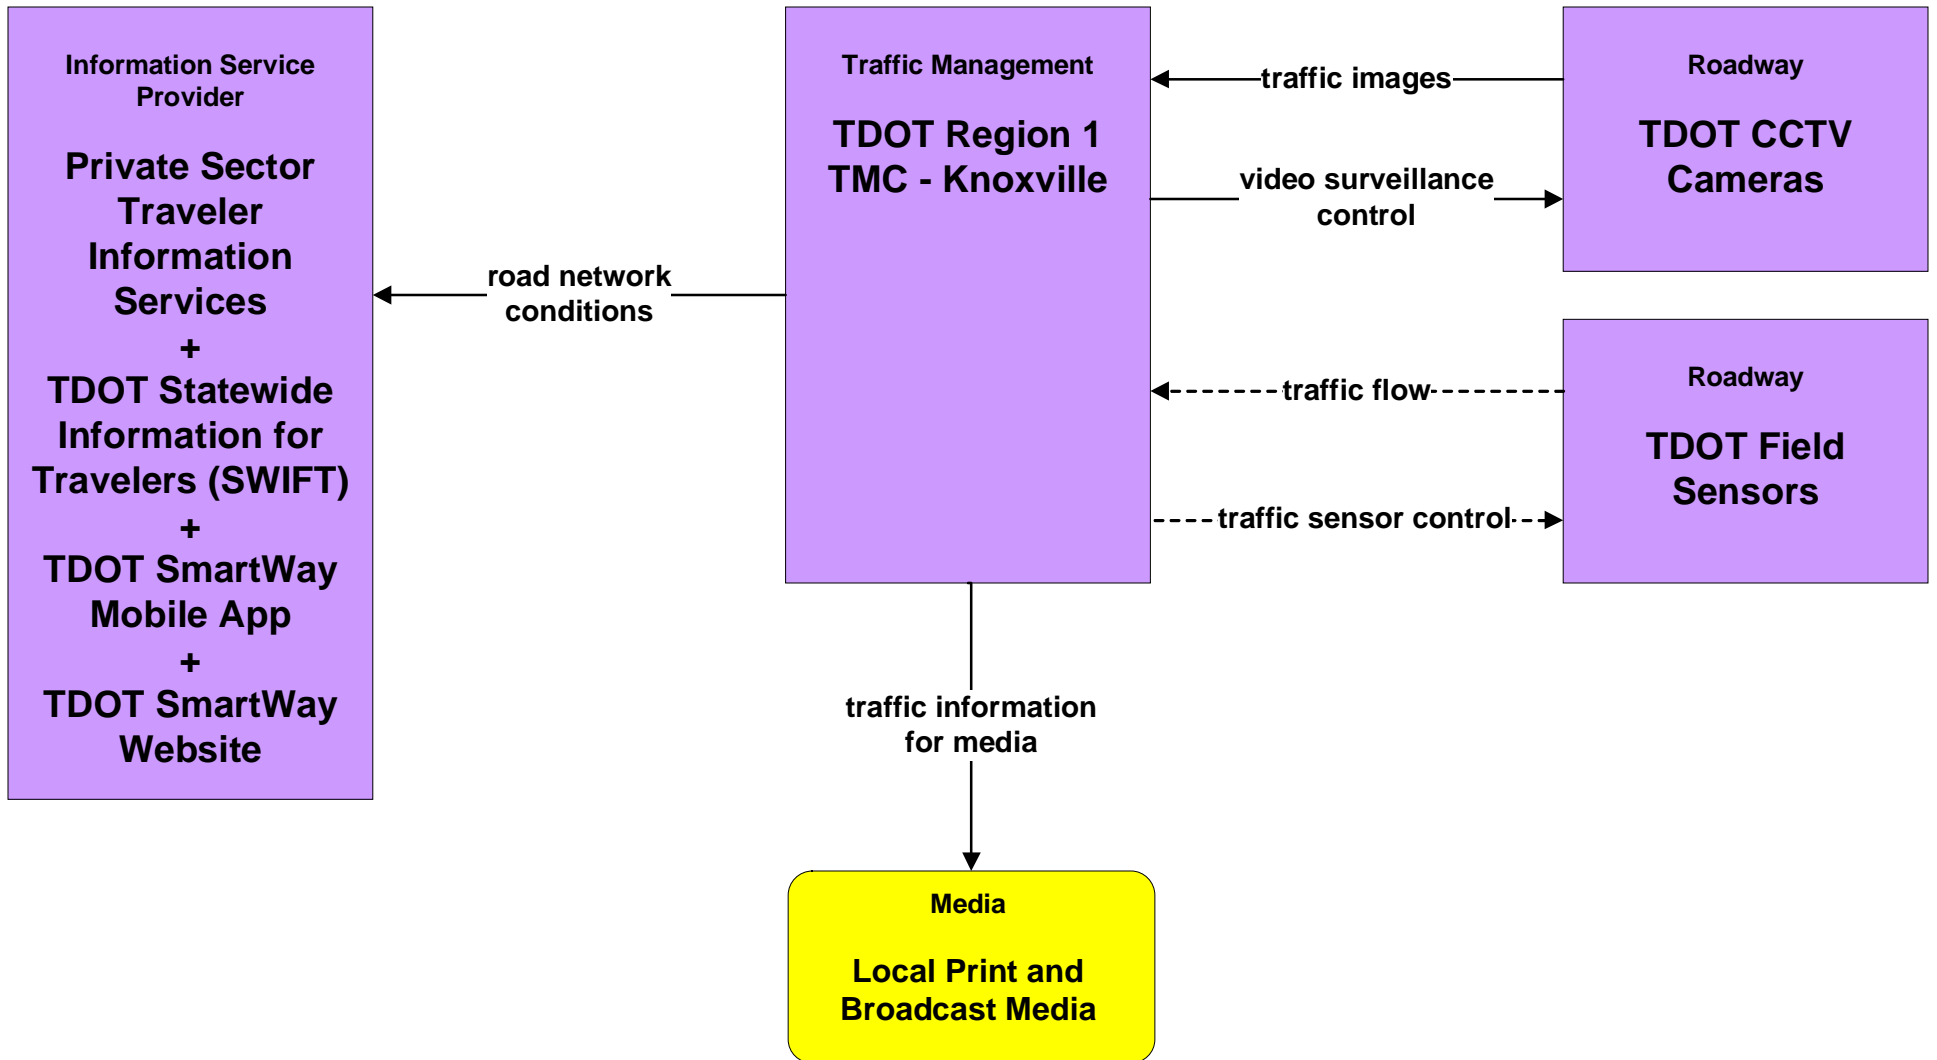 Information Service
Provider
Private Sector
Traveler
Information
Services
+
TDOT Statewide
Information for
Travelers (SWIFT)
+
TDOT SmartWay
Mobile App
+
TDOT SmartWay
Website
road network
conditions
Traffic Management
TDOT Region 1
TMC - Knoxville
traffic images
video surveillance
control
traffic flow
traffic sensor control
Roadway
TDOT CCTV
Cameras
Roadway
TDOT Field
Sensors
traffic information
for media
Media
Local Print and
Broadcast Media